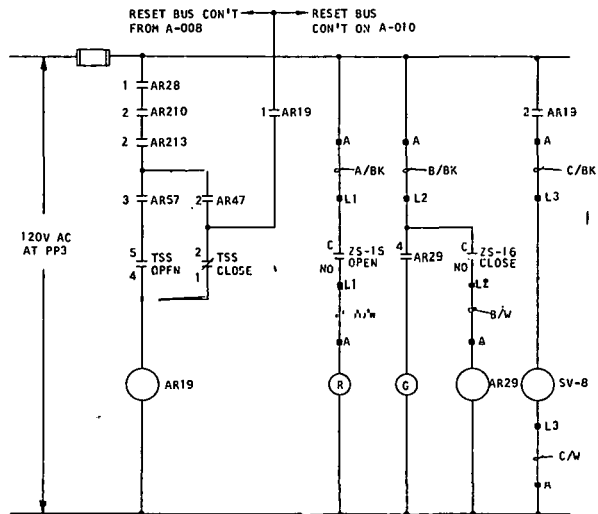 RESET BUS CON'T
FROM A-008
RESET BUS
CON'T ON A-010
1 AR28
2 AR210
2 AR213
1 AR19
2 AR19
A
A
A
A/BK
B/BK
C/BK
3 AR57
2 AR47
L1
L2
L3
120V AC
AT PP3
5 TSS
4 OPEN
2 TSS
1 CLOSE
C ZS-15
NO OPEN
4 AR29
C ZS-16
NO CLOSE
L1
L2
B/W
A
A
AR19
R
G
AR29
SV-8
L3
C/W
A